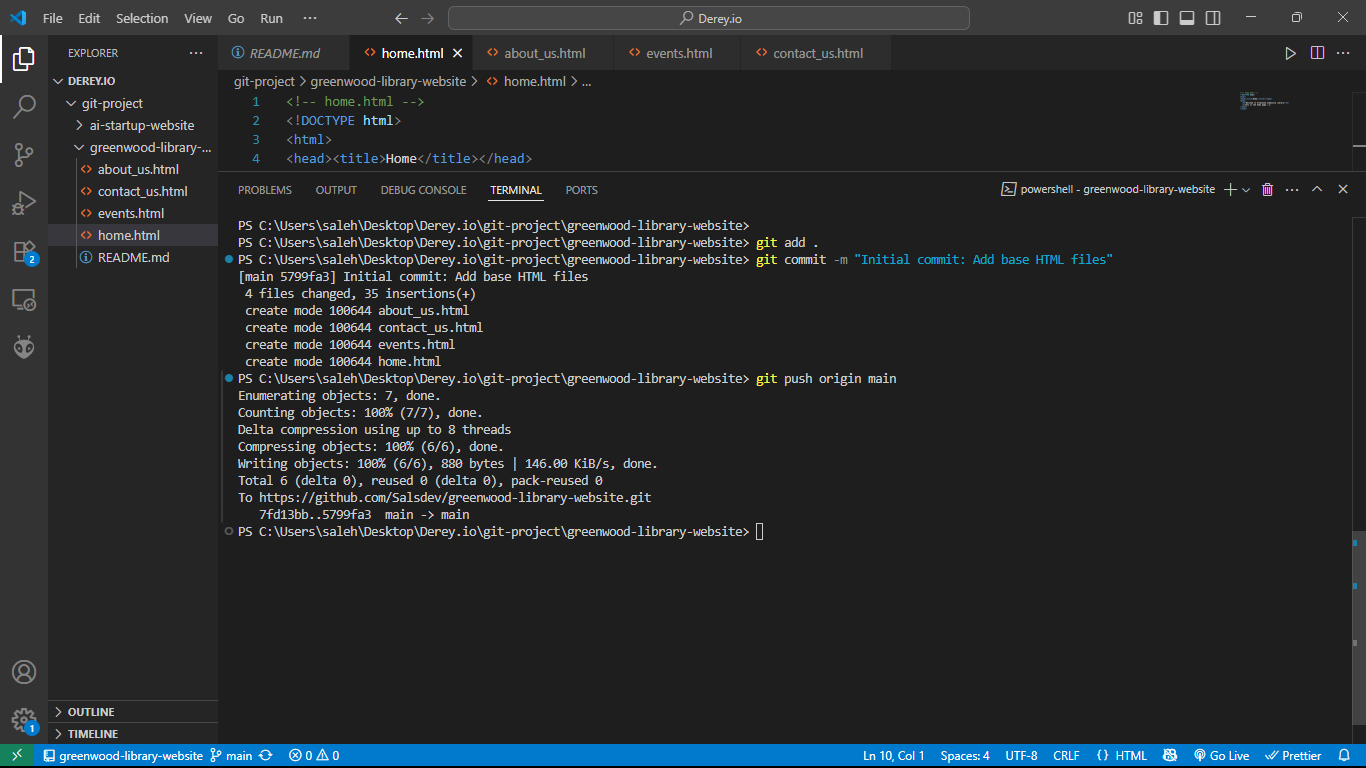 File Edit Selection View Go Run ··· Derey.io
EXPLORER ···
DEREY.IO
git-project
ai-startup-website
greenwood-library-...
about_us.html
contact_us.html
events.html
home.html
README.md
OUTLINE
TIMELINE
README.md home.html about_us.html events.html contact_us.html
git-project > greenwood-library-website > home.html > ...
1 <!-- home.html -->
2 <!DOCTYPE html>
3 <html>
4 <head><title>Home</title></head>
PROBLEMS OUTPUT DEBUG CONSOLE TERMINAL PORTS powershell - greenwood-library-website
PS C:\Users\saleh\Desktop\Derey.io\git-project\greenwood-library-website>
PS C:\Users\saleh\Desktop\Derey.io\git-project\greenwood-library-website> git add .
PS C:\Users\saleh\Desktop\Derey.io\git-project\greenwood-library-website> git commit -m "Initial commit: Add base HTML files"
[main 5799fa3] Initial commit: Add base HTML files
4 files changed, 35 insertions(+)
create mode 100644 about_us.html
create mode 100644 contact_us.html
create mode 100644 events.html
create mode 100644 home.html
PS C:\Users\saleh\Desktop\Derey.io\git-project\greenwood-library-website> git push origin main
Enumerating objects: 7, done.
Counting objects: 100% (7/7), done.
Delta compression using up to 8 threads
Compressing objects: 100% (6/6), done.
Writing objects: 100% (6/6), 880 bytes | 146.00 KiB/s, done.
Total 6 (delta 0), reused 0 (delta 0), pack-reused 0
To https://github.com/Salsdev/greenwood-library-website.git
7fd13bb..5799fa3  main -> main
PS C:\Users\saleh\Desktop\Derey.io\git-project\greenwood-library-website>
2
1
greenwood-library-website main 0 0 Ln 10, Col 1 Spaces: 4 UTF-8 CRLF {} HTML Go Live Prettier